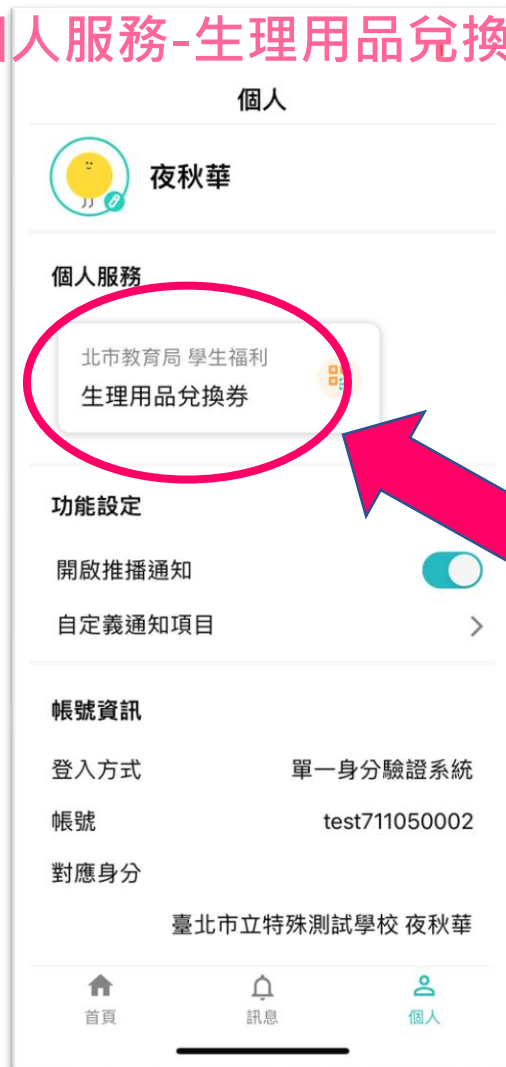 個人服務-生理用品兌換
個人
夜秋華
個人服務
北市教育局 學生福利
生理用品兌換券
功能設定
開啟推播通知
自定義通知項目
帳號資訊
登入方式 單一身分驗證系統
帳號 test711050002
對應身分
臺北市立特殊測試學校 夜秋華
首頁 訊息 個人